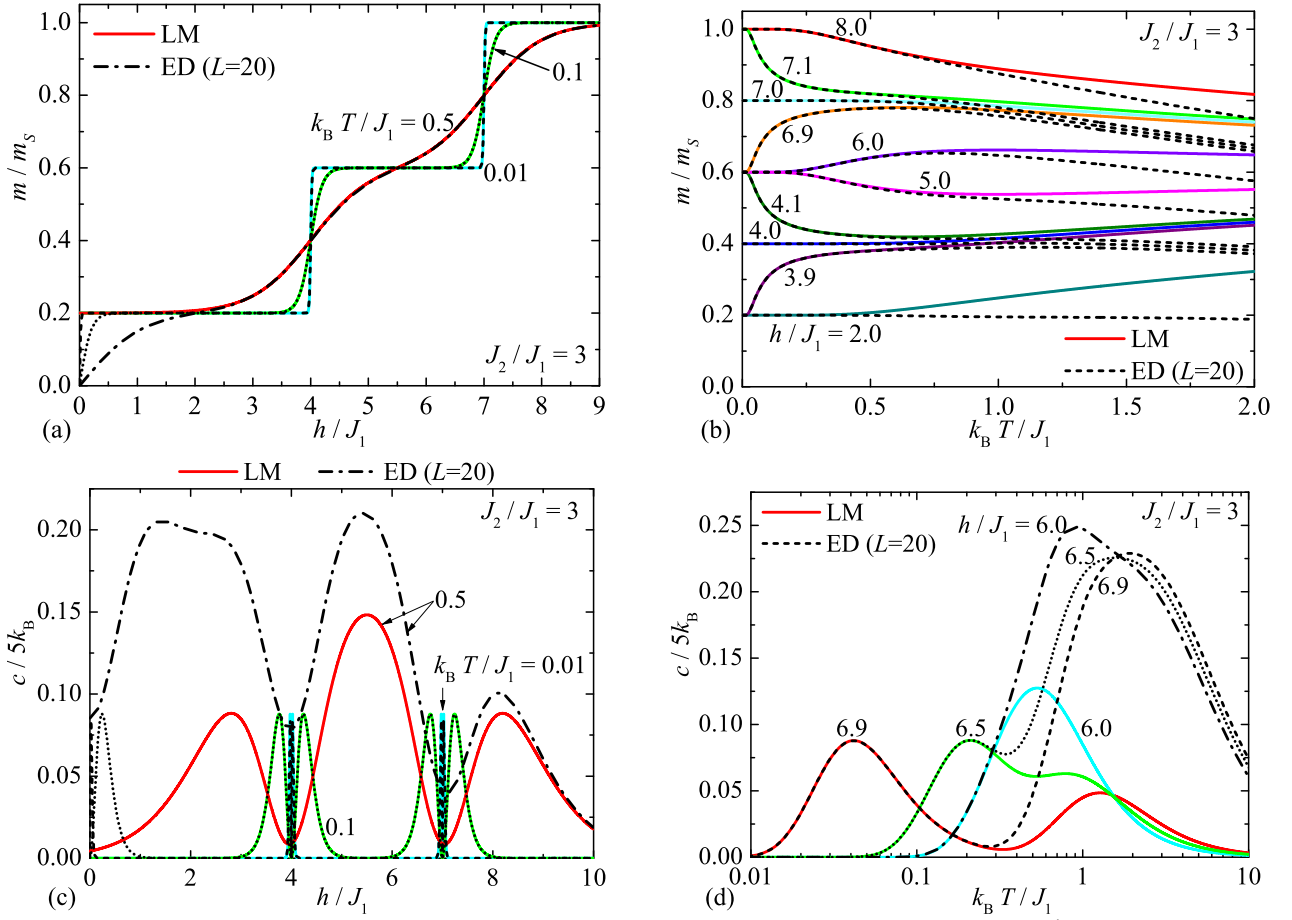 LM
ED (L=20)
0.1
k_B T / J_1 = 0.5
0.01
J_2 / J_1 = 3
m / m_S
1.0
0.8
0.6
0.4
0.2
0.0
0 1 2 3 4 5 6 7 8 9
(a)
h / J_1
J_2 / J_1 = 3
8.0
7.1
7.0
6.9
6.0
5.0
4.1
4.0
3.9
h / J_1 = 2.0
LM
ED (L=20)
m / m_S
1.0
0.8
0.6
0.4
0.2
0.0
0.0 0.5 1.0 1.5 2.0
(b)
k_B T / J_1
LM ED (L=20)
J_2 / J_1 = 3
0.5
k_B T / J_1 = 0.01
0.1
c / 5k_B
0.20
0.15
0.10
0.05
0.00
0 2 4 6 8 10
(c)
h / J_1
LM
ED (L=20)
h / J_1 = 6.0
J_2 / J_1 = 3
6.5
6.9
6.9
6.5
6.0
c / 5k_B
0.25
0.20
0.15
0.10
0.05
0.00
0.01 0.1 1 10
(d)
k_B T / J_1